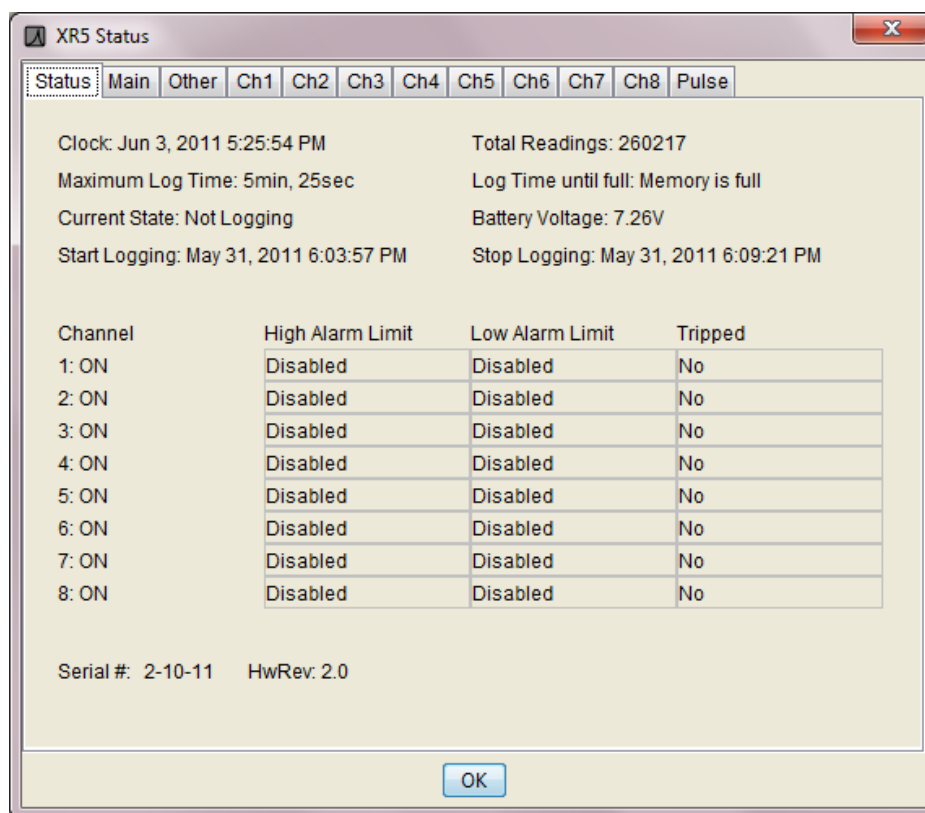 XR5 Status
Status Main Other Ch1 Ch2 Ch3 Ch4 Ch5 Ch6 Ch7 Ch8 Pulse
Clock: Jun 3, 2011 5:25:54 PM Total Readings: 260217
Maximum Log Time: 5min, 25sec Log Time until full: Memory is full
Current State: Not Logging Battery Voltage: 7.26V
Start Logging: May 31, 2011 6:03:57 PM Stop Logging: May 31, 2011 6:09:21 PM
Channel High Alarm Limit Low Alarm Limit Tripped
1: ON Disabled Disabled No
2: ON Disabled Disabled No
3: ON Disabled Disabled No
4: ON Disabled Disabled No
5: ON Disabled Disabled No
6: ON Disabled Disabled No
7: ON Disabled Disabled No
8: ON Disabled Disabled No
Serial #: 2-10-11 HwRev: 2.0
OK